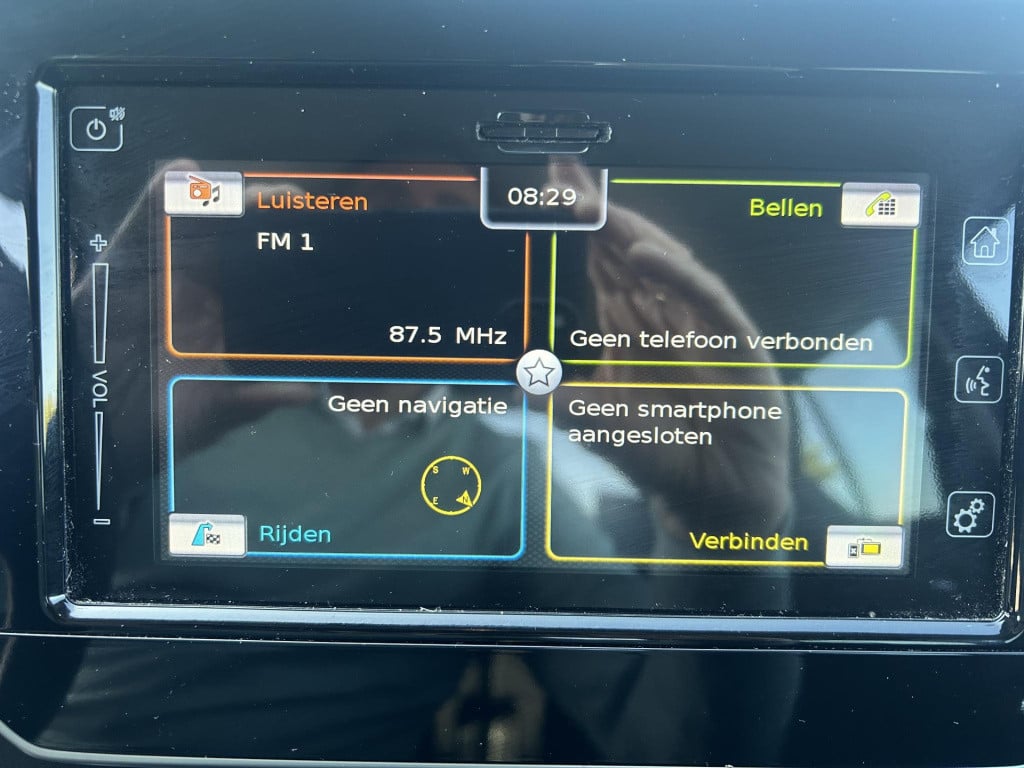 08:29
Luisteren
FM 1
87.5 MHz
Bellen
Geen telefoon verbonden
VOL
Geen navigatie
S W
E N
Rijden
Geen smartphone
aangesloten
Verbinden